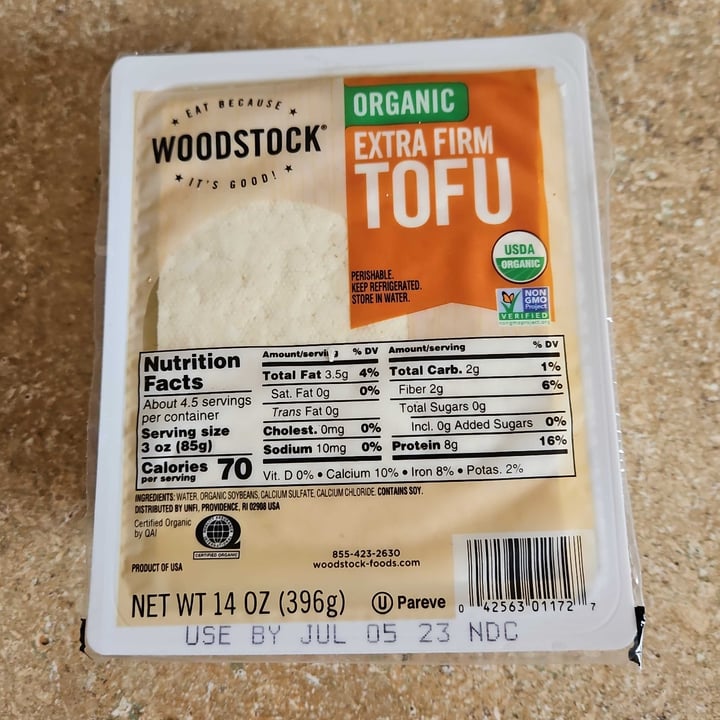 EAT BECAUSE
WOODSTOCK®
IT'S GOOD!
ORGANIC
EXTRA FIRM
TOFU
USDA
ORGANIC
PERISHABLE.
KEEP REFRIGERATED.
STORE IN WATER.
NON
GMO
Project
VERIFIED
nongmoproject.org
Nutrition
Facts
About 4.5 servings
per container
Serving size
3 oz (85g)
Calories 70
per serving
Amount/serving % DV
Total Fat 3.5g 4%
Sat. Fat 0g 0%
Trans Fat 0g
Cholest. 0mg 0%
Sodium 10mg 0%
Amount/serving % DV
Total Carb. 2g 1%
Fiber 2g 6%
Total Sugars 0g
Incl. 0g Added Sugars 0%
Protein 8g 16%
Vit. D 0% • Calcium 10% • Iron 8% • Potas. 2%
INGREDIENTS: WATER, ORGANIC SOYBEANS, CALCIUM SULFATE, CALCIUM CHLORIDE. CONTAINS SOY.
DISTRIBUTED BY UNFI, PROVIDENCE, RI 02908 USA
Certified Organic
by QAI
CERTIFIED ORGANIC
855-423-2630
woodstock-foods.com
PRODUCT OF USA
NET WT 14 OZ (396g)
U Pareve
0 42563 01172 7
USE BY JUL 05 23 NDC